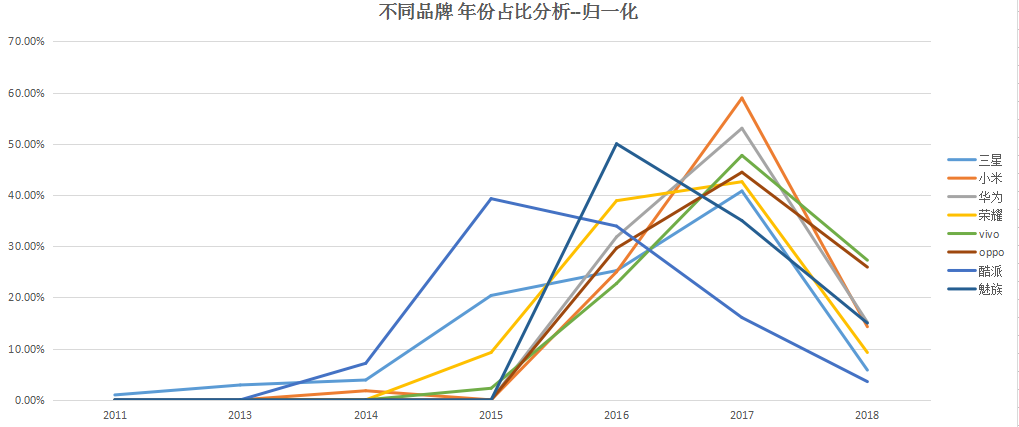 不同品牌 年份占比分析--归一化
70.00%
60.00%
50.00%
40.00%
30.00%
20.00%
10.00%
0.00%
2011 2013 2014 2015 2016 2017 2018
三星
小米
华为
荣耀
vivo
oppo
酷派
魅族